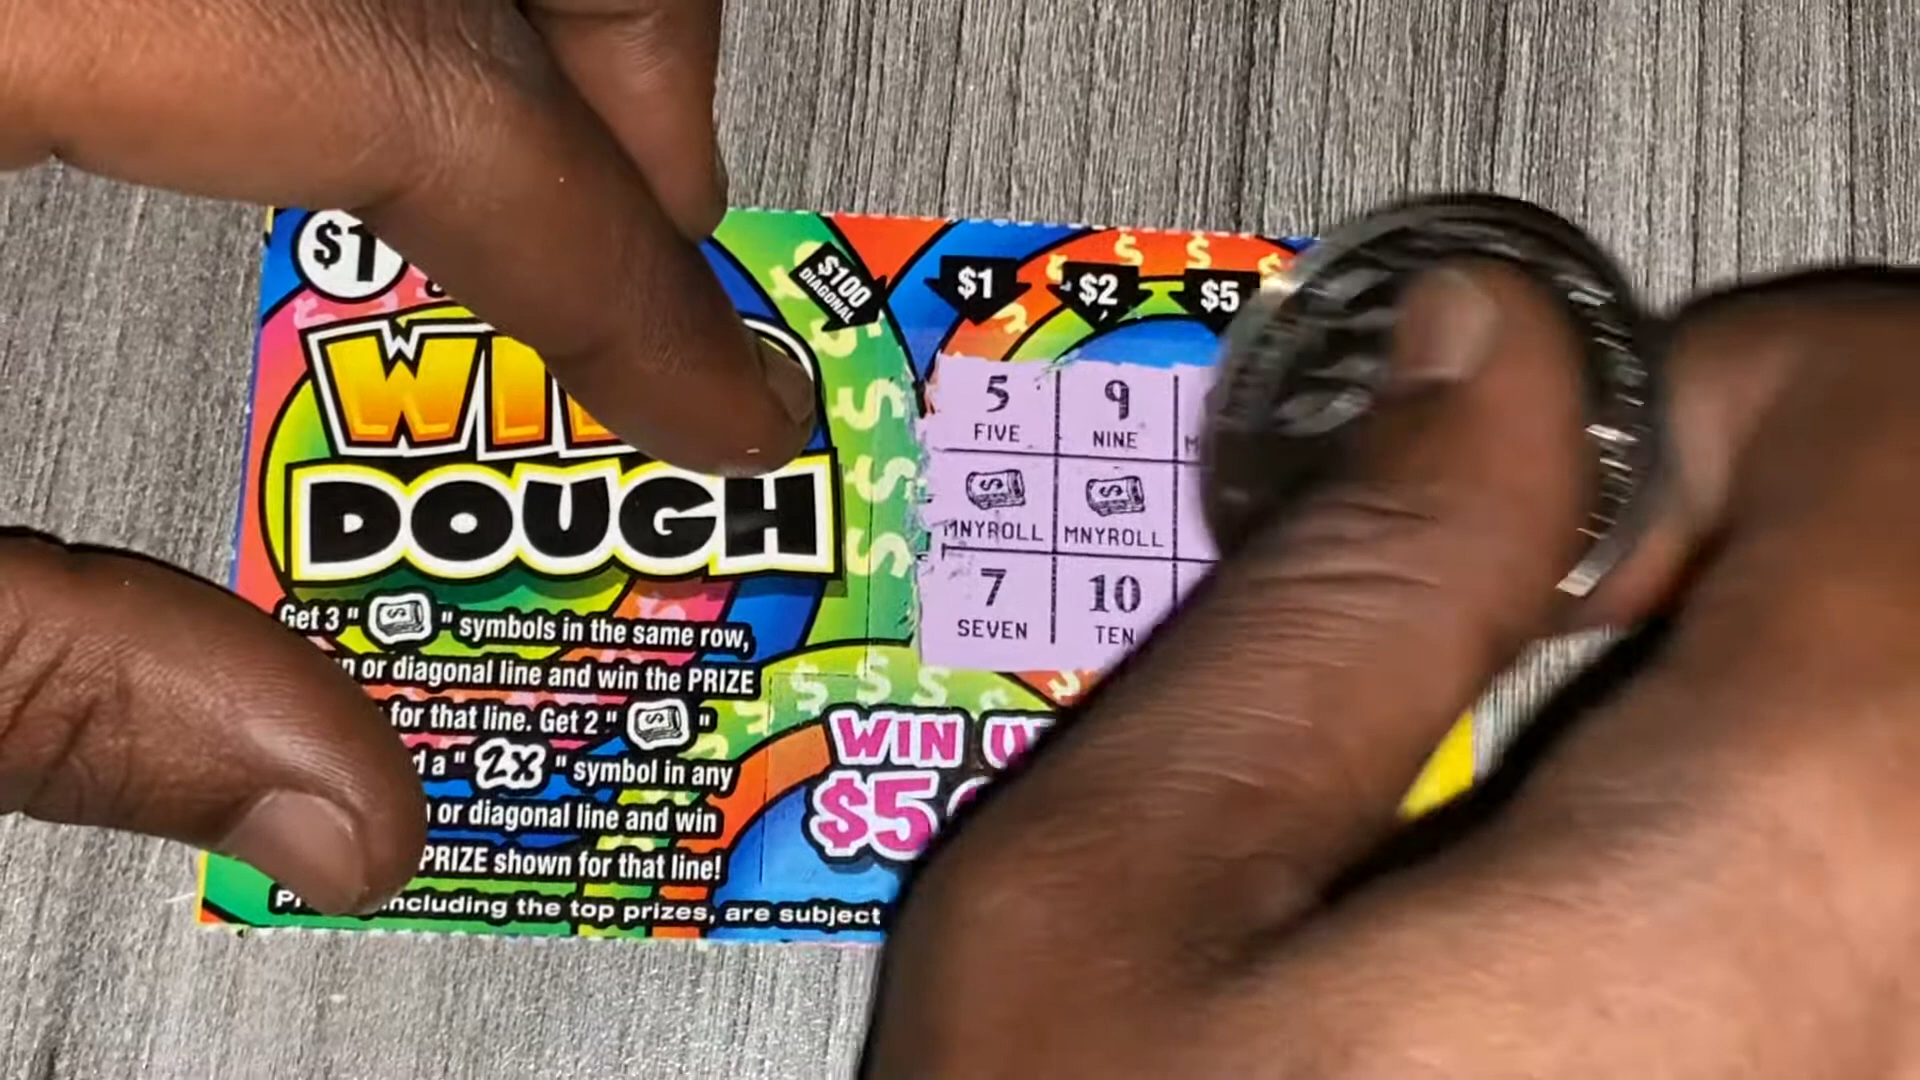 $1
$100
DIAGONAL
$1 $2 $5
DOUGH
5 9
FIVE NINE
MNYROLL MNYROLL
7 10
SEVEN TEN
Get 3 " " symbols in the same row,
or diagonal line and win the PRIZE
for that line. Get 2 " "
a " 2X " symbol in any
or diagonal line and win
PRIZE shown for that line!
including the top prizes, are subject
WIN
$5